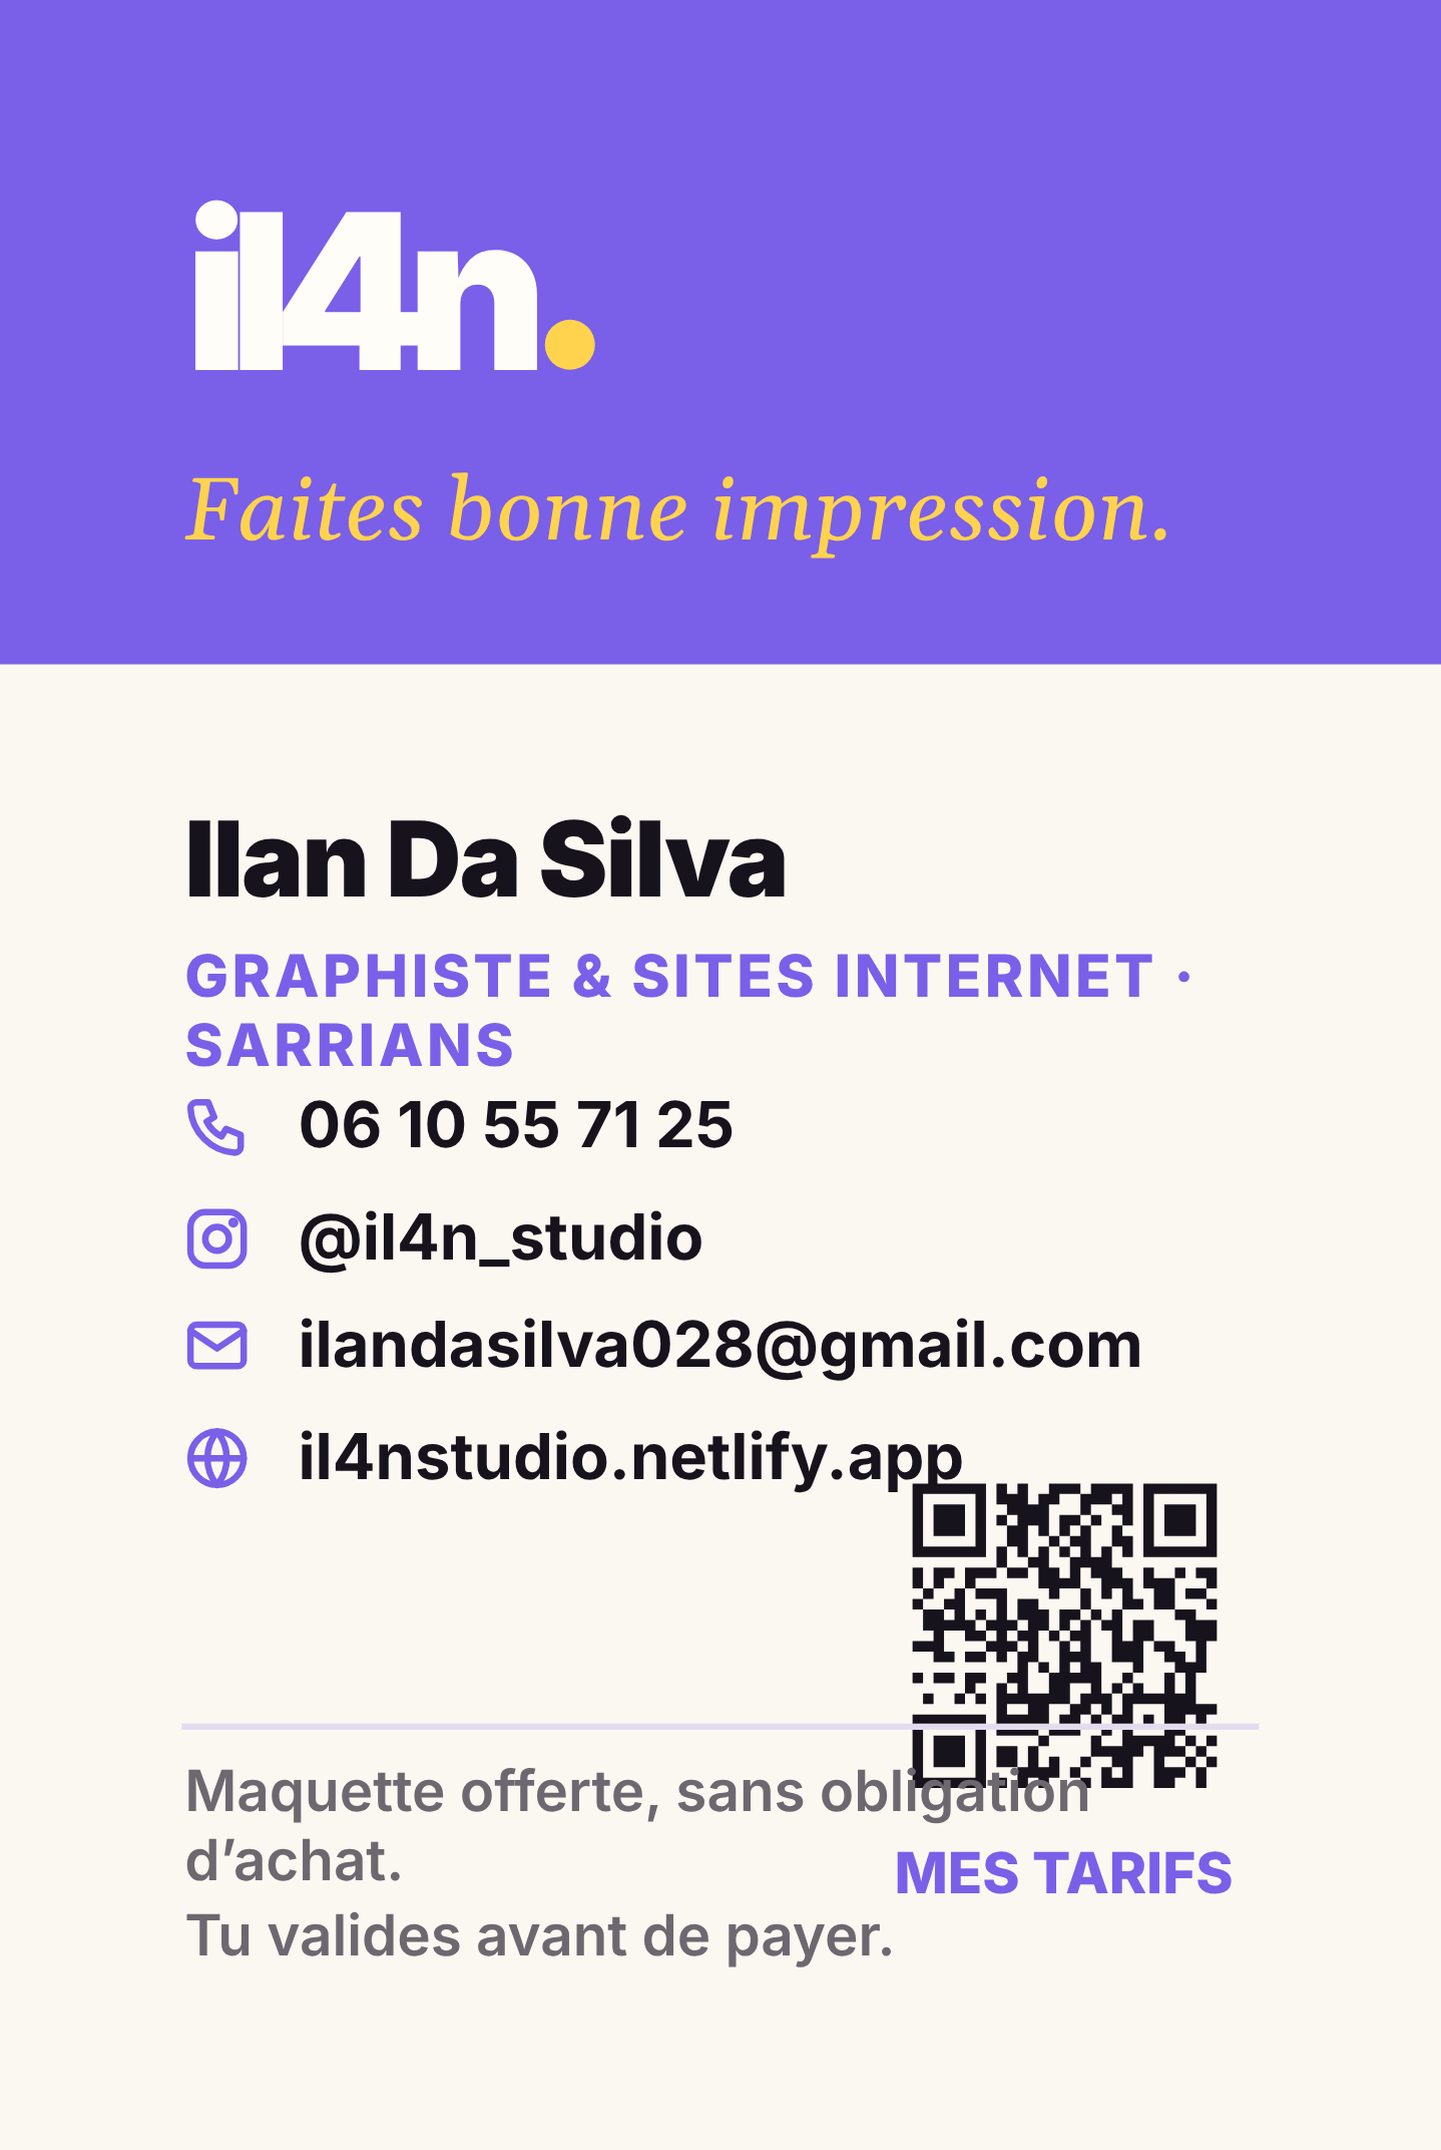 il4n.
Faites bonne impression.
Ilan Da Silva
GRAPHISTE & SITES INTERNET ·
SARRIANS
06 10 55 71 25
@il4n_studio
ilandasilva028@gmail.com
il4nstudio.netlify.app
Maquette offerte, sans obligation
d’achat.
MES TARIFS
Tu valides avant de payer.